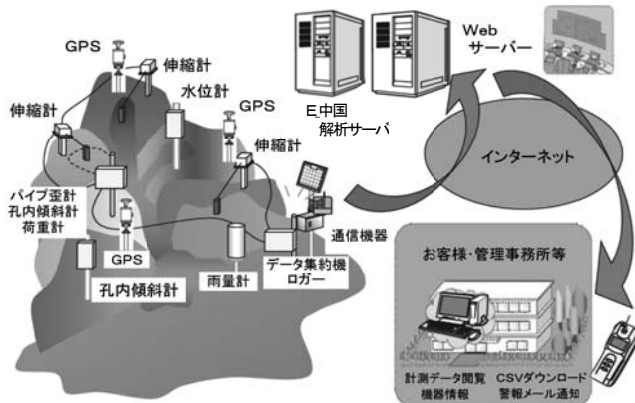 GPS
伸縮計
水位計
GPS
伸縮計
伸縮計
パイプ歪計
孔内傾斜計
荷重計
GPS
孔内傾斜計
雨量計
データ集約機
ロガー
通信機器
E_中国
解析サーバ
Web
サーバー
インターネット
お客様・管理事務所等
計測データ閲覧
機器情報
CSVダウンロード
警報メール通知